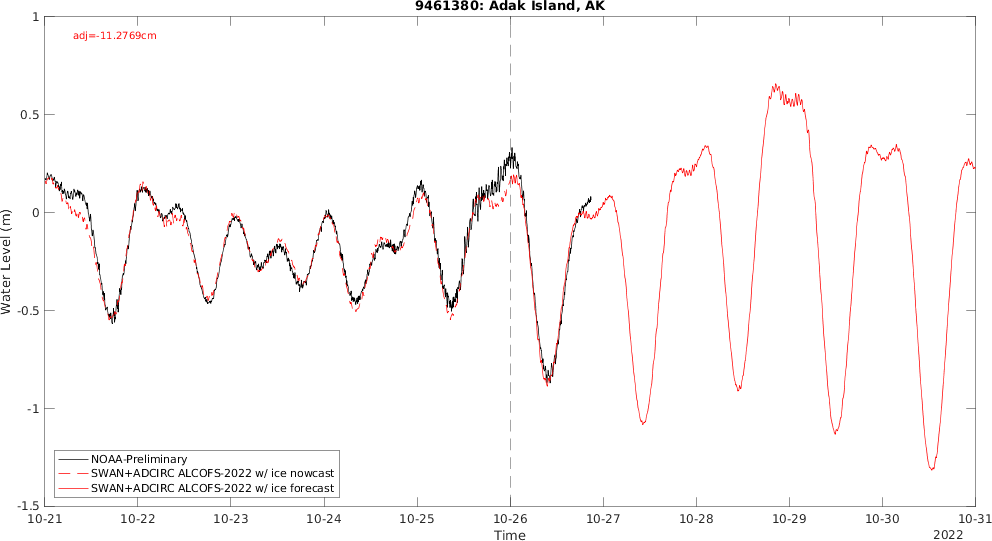 9461380: Adak Island, AK
adj=-11.2769cm
1
0.5
0
-0.5
-1
-1.5
Water Level (m)
NOAA-Preliminary
SWAN+ADCIRC ALCOFS-2022 w/ ice nowcast
SWAN+ADCIRC ALCOFS-2022 w/ ice forecast
10-21 10-22 10-23 10-24 10-25 10-26 10-27 10-28 10-29 10-30 10-31
Time
2022